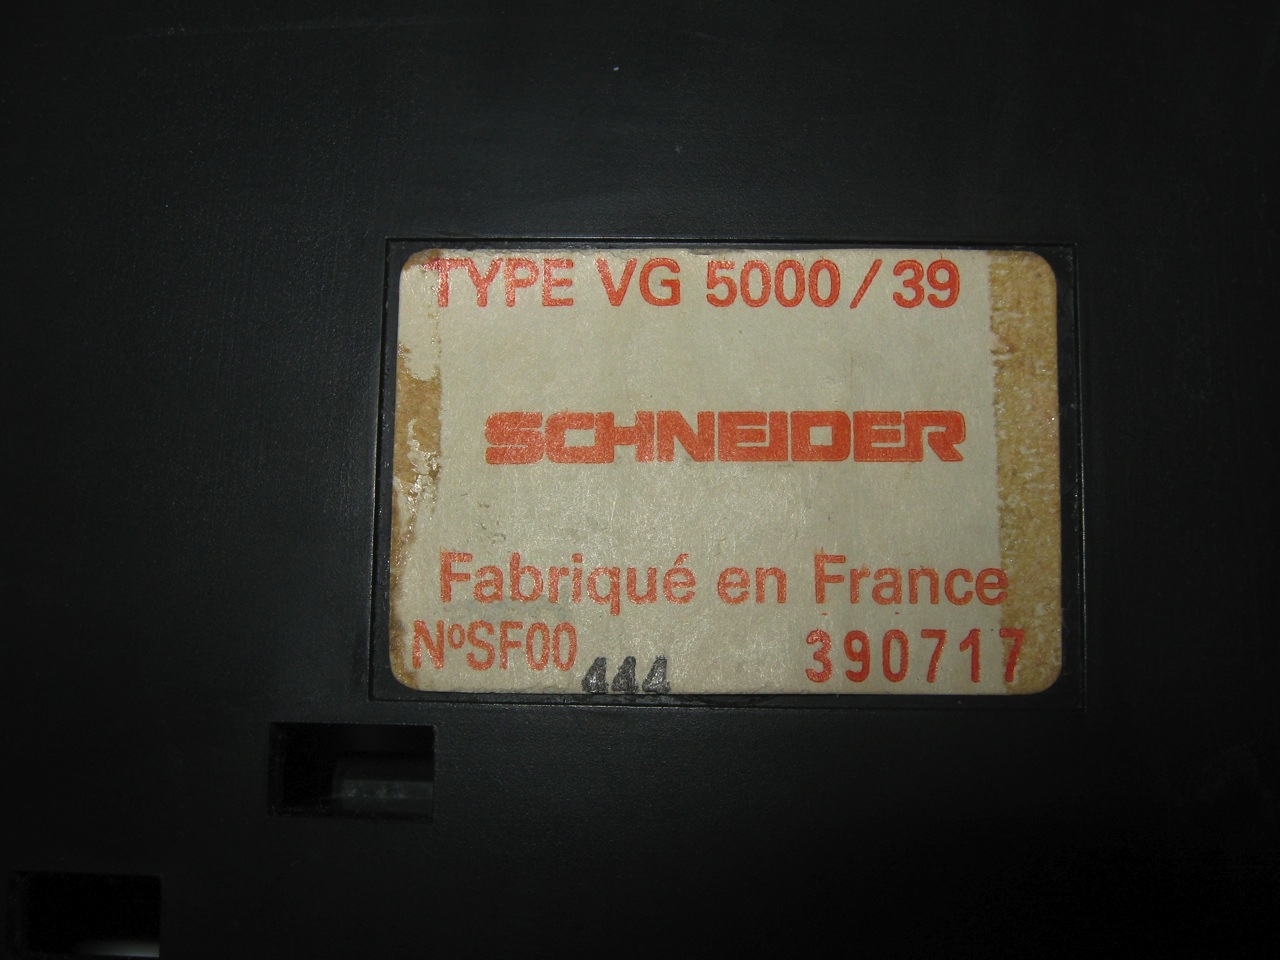 TYPE VG 5000/39
SCHNEIDER
Fabriqué en France
NºSF00 444 390717